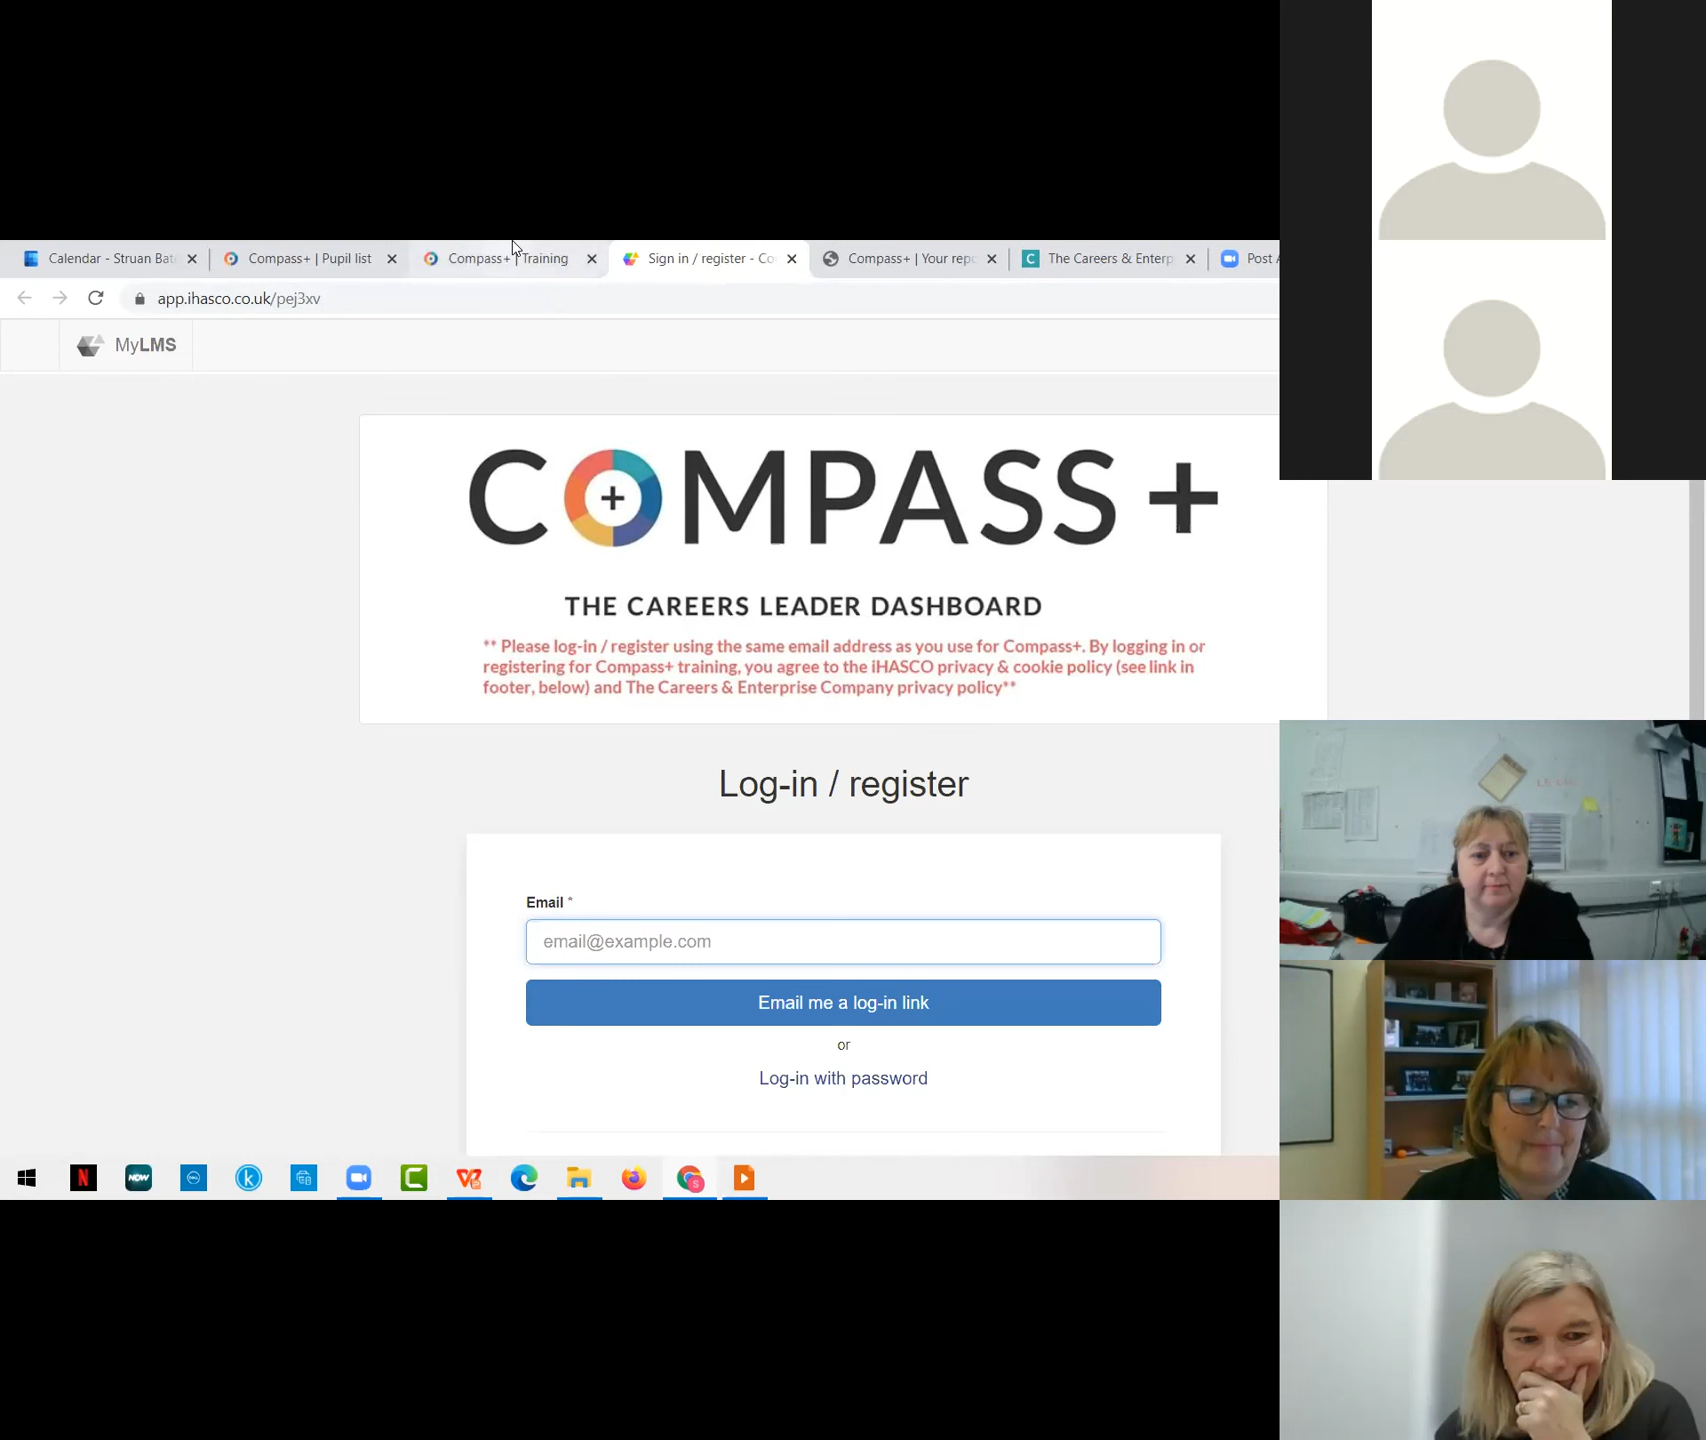 Calendar - Struan Bat
Compass+ | Pupil list
Compass+ | Training
Sign in / register - Co
Compass+ | Your repo
The Careers & Enterp
Post A
app.ihasco.co.uk/pej3xv
MyLMS
COMPASS +
THE CAREERS LEADER DASHBOARD
** Please log-in / register using the same email address as you use for Compass+. By logging in or
registering for Compass+ training, you agree to the iHASCO privacy & cookie policy (see link in
footer, below) and The Careers & Enterprise Company privacy policy**
Log-in / register
Email *
email@example.com
Email me a log-in link
or
Log-in with password
N
NOW
k
C
S